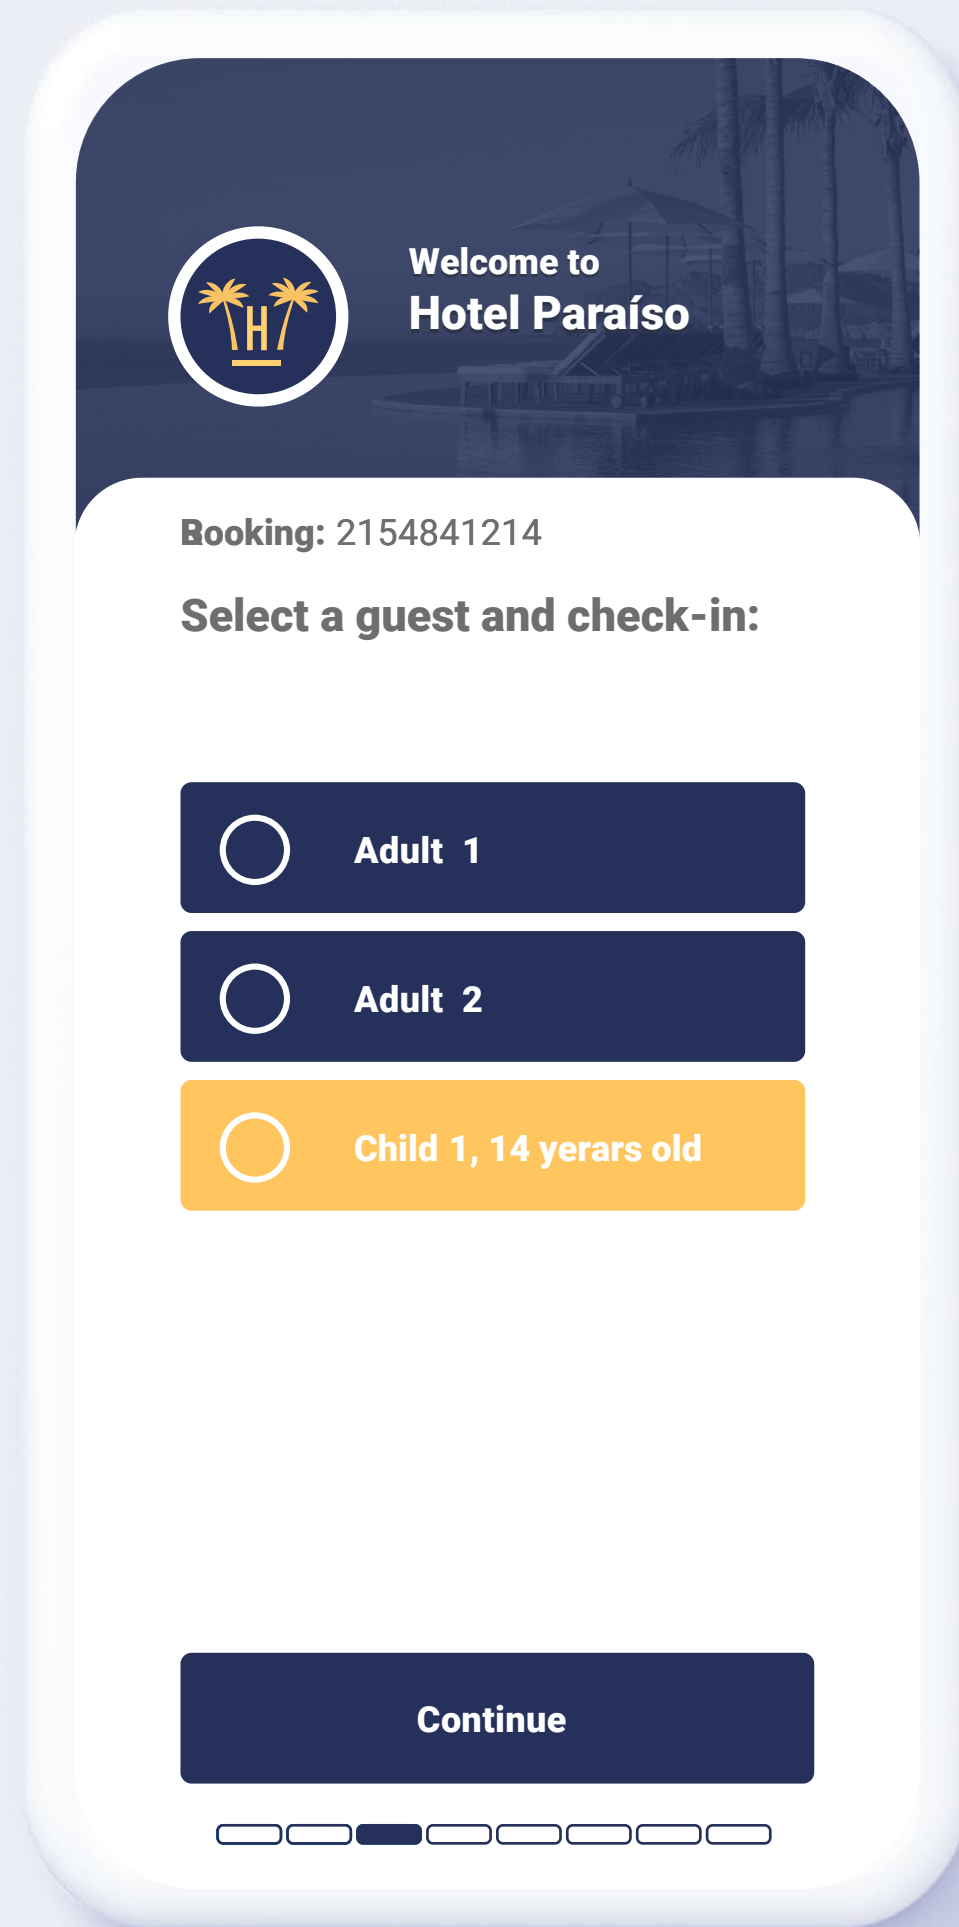 H
Welcome to
Hotel Paraíso
Booking: 2154841214
Select a guest and check-in:
Adult 1
Adult 2
Child 1, 14 yerars old
Continue